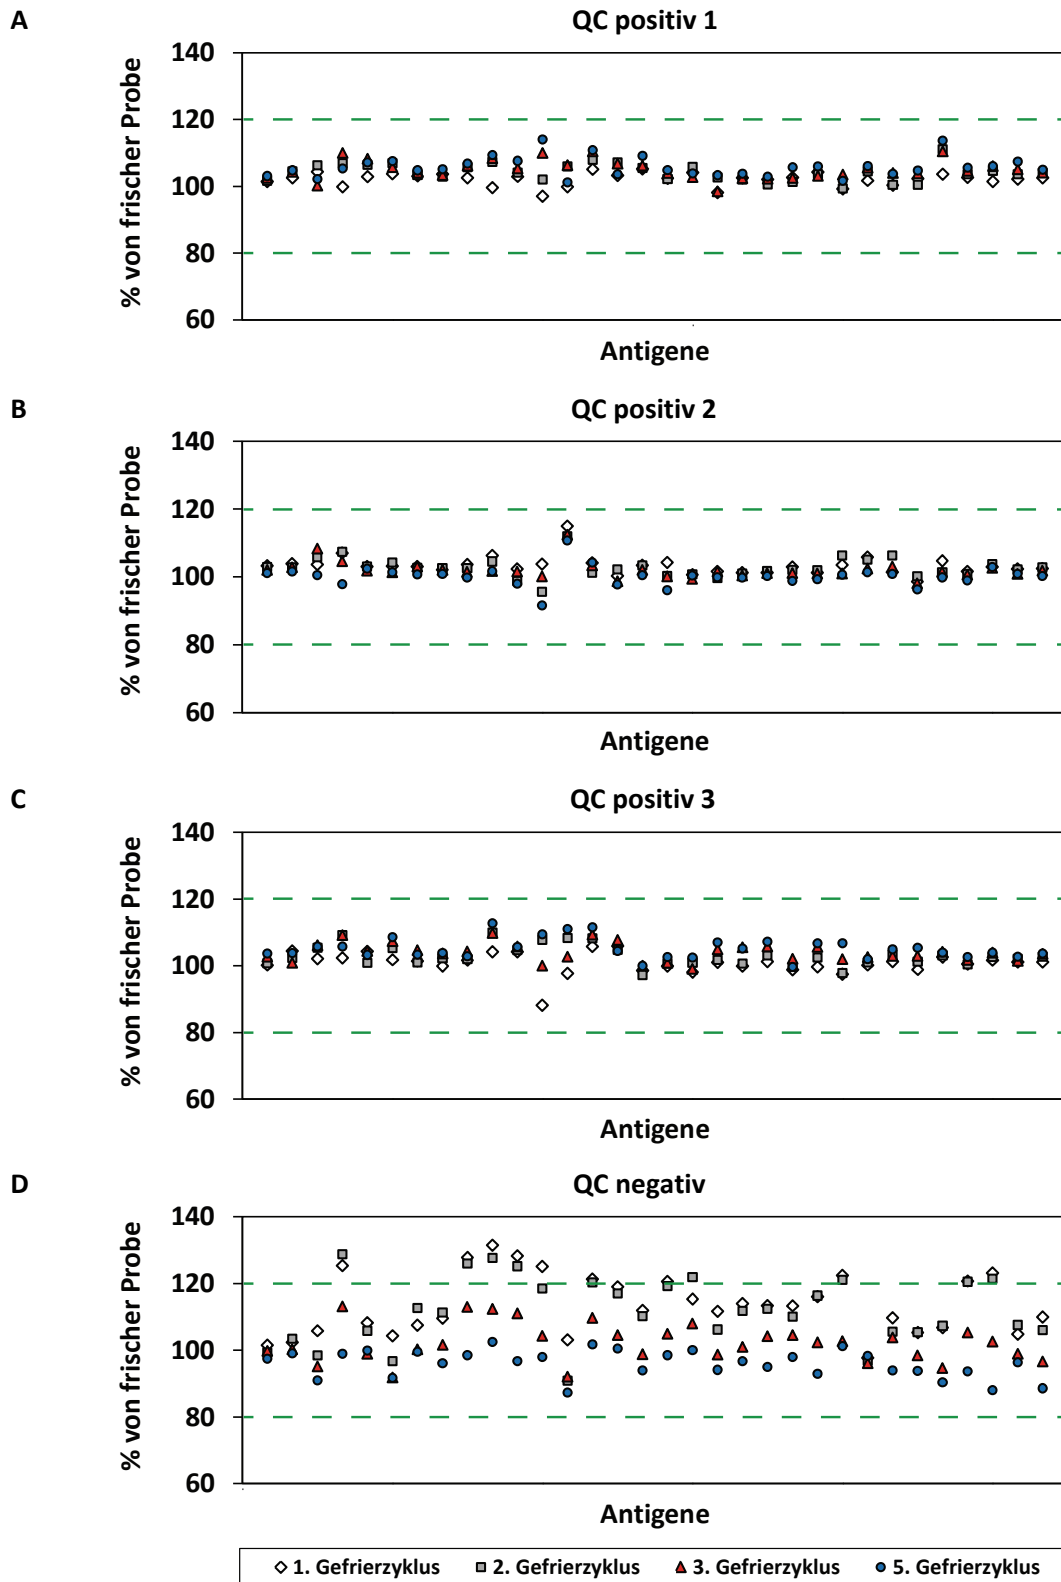 A
QC positiv 1
% von frischer Probe
140
120
100
80
60
Antigene
B
QC positiv 2
% von frischer Probe
140
120
100
80
60
Antigene
C
QC positiv 3
% von frischer Probe
140
120
100
80
60
Antigene
D
QC negativ
% von frischer Probe
140
120
100
80
60
Antigene
1. Gefrierzyklus 2. Gefrierzyklus 3. Gefrierzyklus 5. Gefrierzyklus